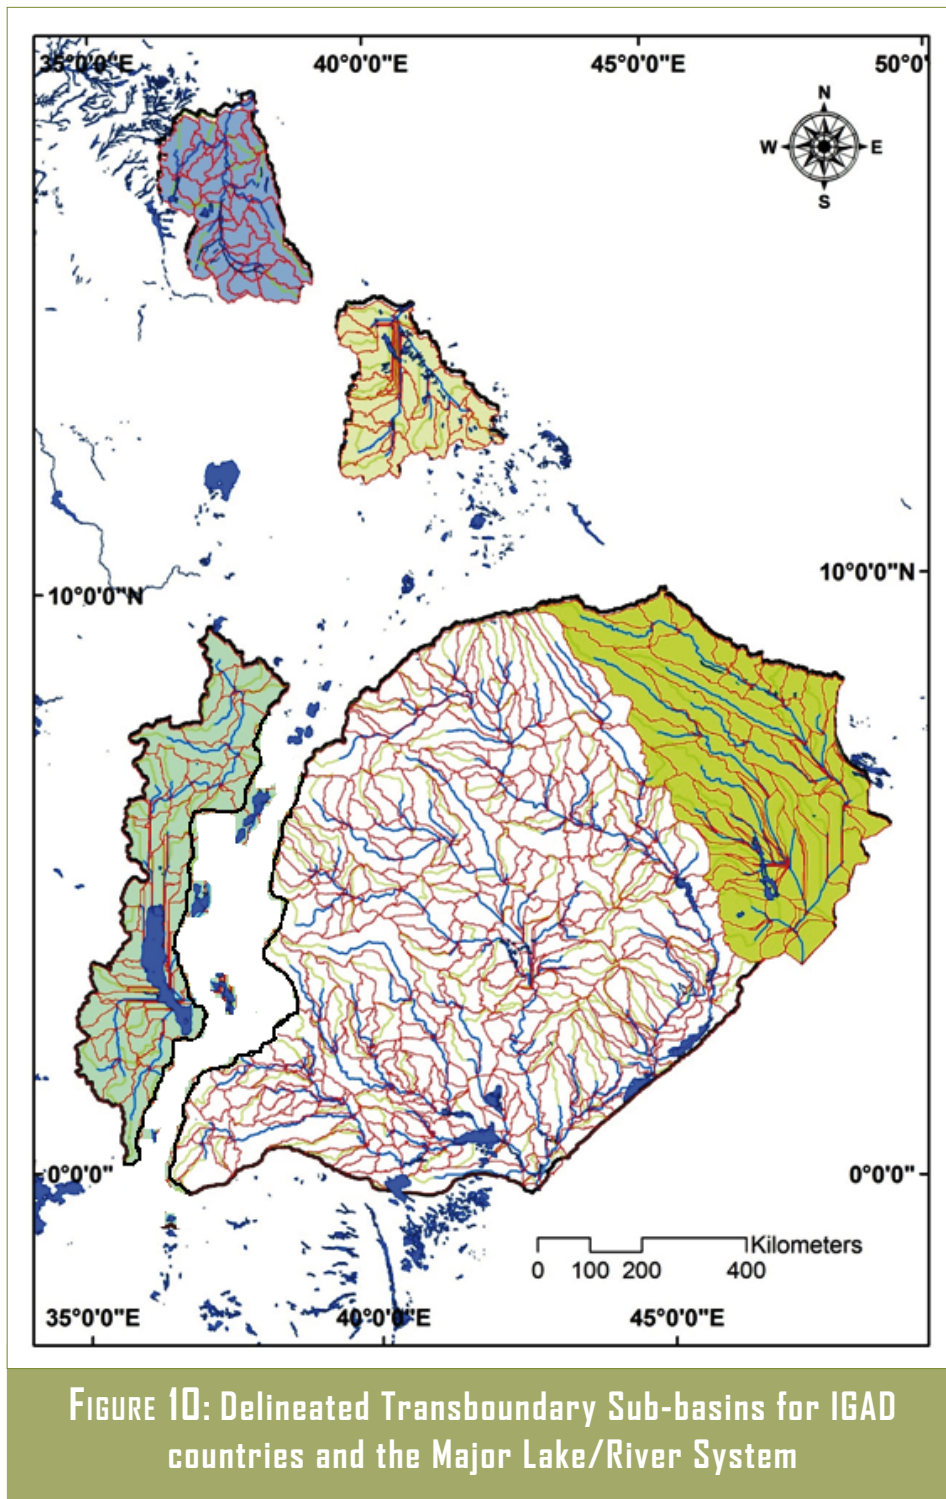 35°0'0"E 40°0'0"E 45°0'0"E 50°0'
N
W E
S
10°0'0"N 10°0'0"N
0°0'0" 0°0'0"
Kilometers
0 100 200 400
35°0'0"E 40°0'0"E 45°0'0"E
FIGURE 10: Delineated Transboundary Sub-basins for IGAD
countries and the Major Lake/River System